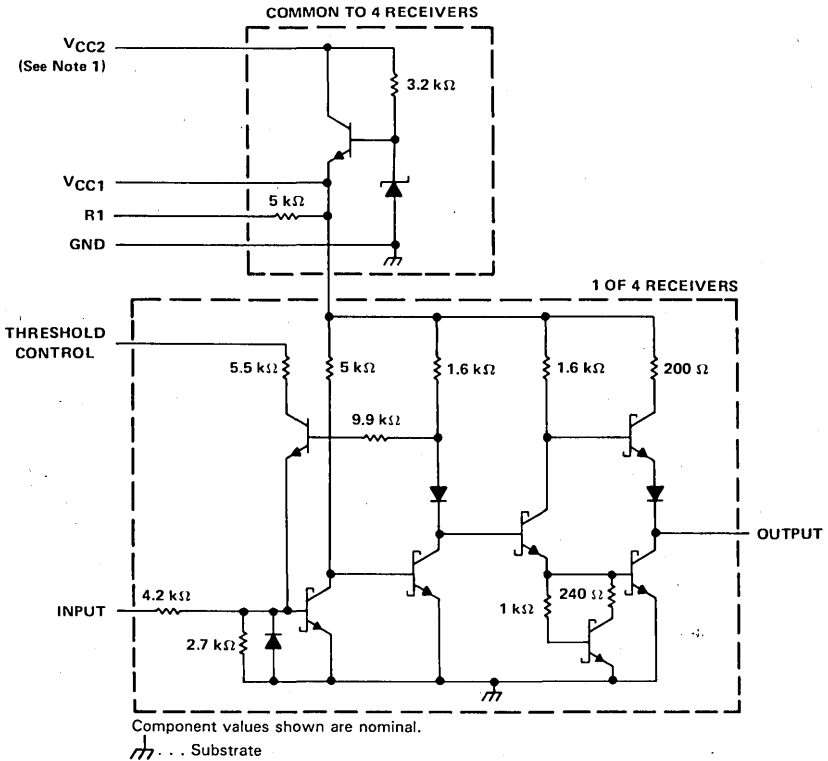 COMMON TO 4 RECEIVERS
VCC2
(See Note 1)
3.2 kΩ
VCC1
5 kΩ
R1
GND
1 OF 4 RECEIVERS
THRESHOLD
CONTROL
5.5 kΩ
5 kΩ
1.6 kΩ
1.6 kΩ
200 Ω
9.9 kΩ
OUTPUT
4.2 kΩ
INPUT
1 kΩ
240 Ω
2.7 kΩ
Component values shown are nominal.
. . . Substrate